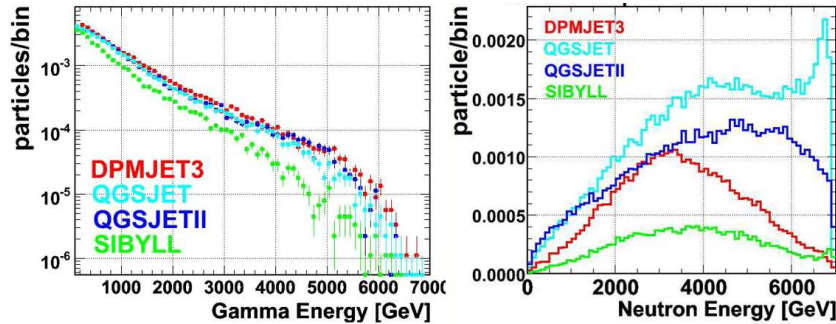 particles/bin
10-3
10-4
10-5
10-6
DPMJET3
QGSJET
QGSJETII
SIBYLL
1000 2000 3000 4000 5000 6000 7000
Gamma Energy [GeV]
particle/bin
0.0020
0.0015
0.0010
0.0005
0.0000
DPMJET3
QGSJET
QGSJETII
SIBYLL
0 2000 4000 6000
Neutron Energy [GeV]